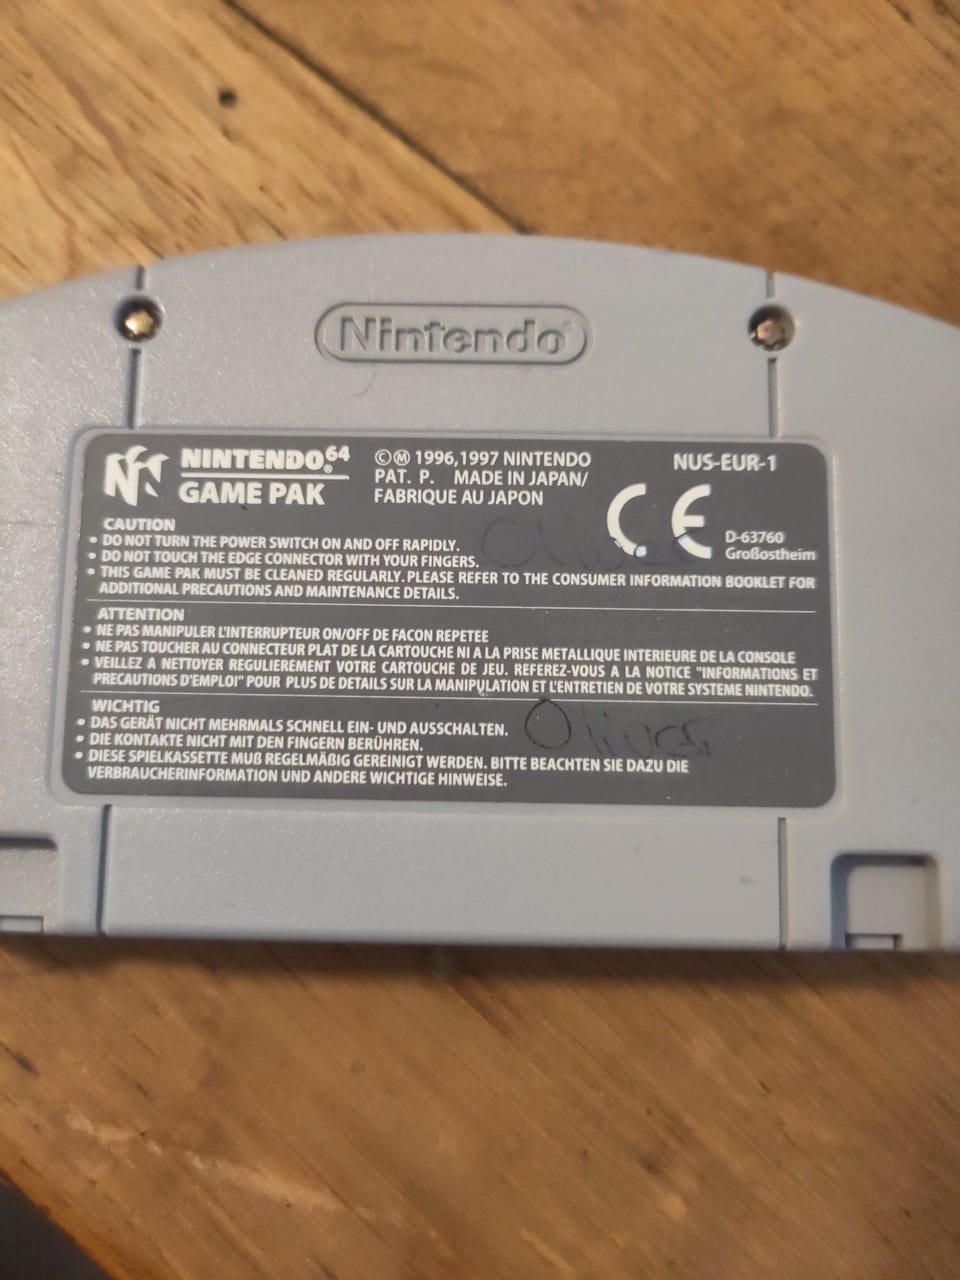 Nintendo®
NINTENDO64®
GAME PAK
©Ⓜ 1996,1997 NINTENDO
PAT. P. MADE IN JAPAN/
FABRIQUE AU JAPON
NUS-EUR-1
CE
D-63760
Großostheim
CAUTION
• DO NOT TURN THE POWER SWITCH ON AND OFF RAPIDLY.
• DO NOT TOUCH THE EDGE CONNECTOR WITH YOUR FINGERS.
Oliver
• THIS GAME PAK MUST BE CLEANED REGULARLY. PLEASE REFER TO THE CONSUMER INFORMATION BOOKLET FOR
ADDITIONAL PRECAUTIONS AND MAINTENANCE DETAILS.
ATTENTION
• NE PAS MANIPULER L'INTERRUPTEUR ON/OFF DE FACON REPETEE
• NE PAS TOUCHER AU CONNECTEUR PLAT DE LA CARTOUCHE NI A LA PRISE METALLIQUE INTERIEURE DE LA CONSOLE
• VEILLEZ A NETTOYER REGULIEREMENT VOTRE CARTOUCHE DE JEU. REFEREZ-VOUS A LA NOTICE "INFORMATIONS ET
PRECAUTIONS D'EMPLOI" POUR PLUS DE DETAILS SUR LA MANIPULATION ET L'ENTRETIEN DE VOTRE SYSTEME NINTENDO.
WICHTIG
• DAS GERÄT NICHT MEHRMALS SCHNELL EIN- UND AUSSCHALTEN.
Oliver
• DIE KONTAKTE NICHT MIT DEN FINGERN BERÜHREN.
• DIESE SPIELKASSETTE MUß REGELMÄßIG GEREINIGT WERDEN. BITTE BEACHTEN SIE DAZU DIE
VERBRAUCHERINFORMATION UND ANDERE WICHTIGE HINWEISE.